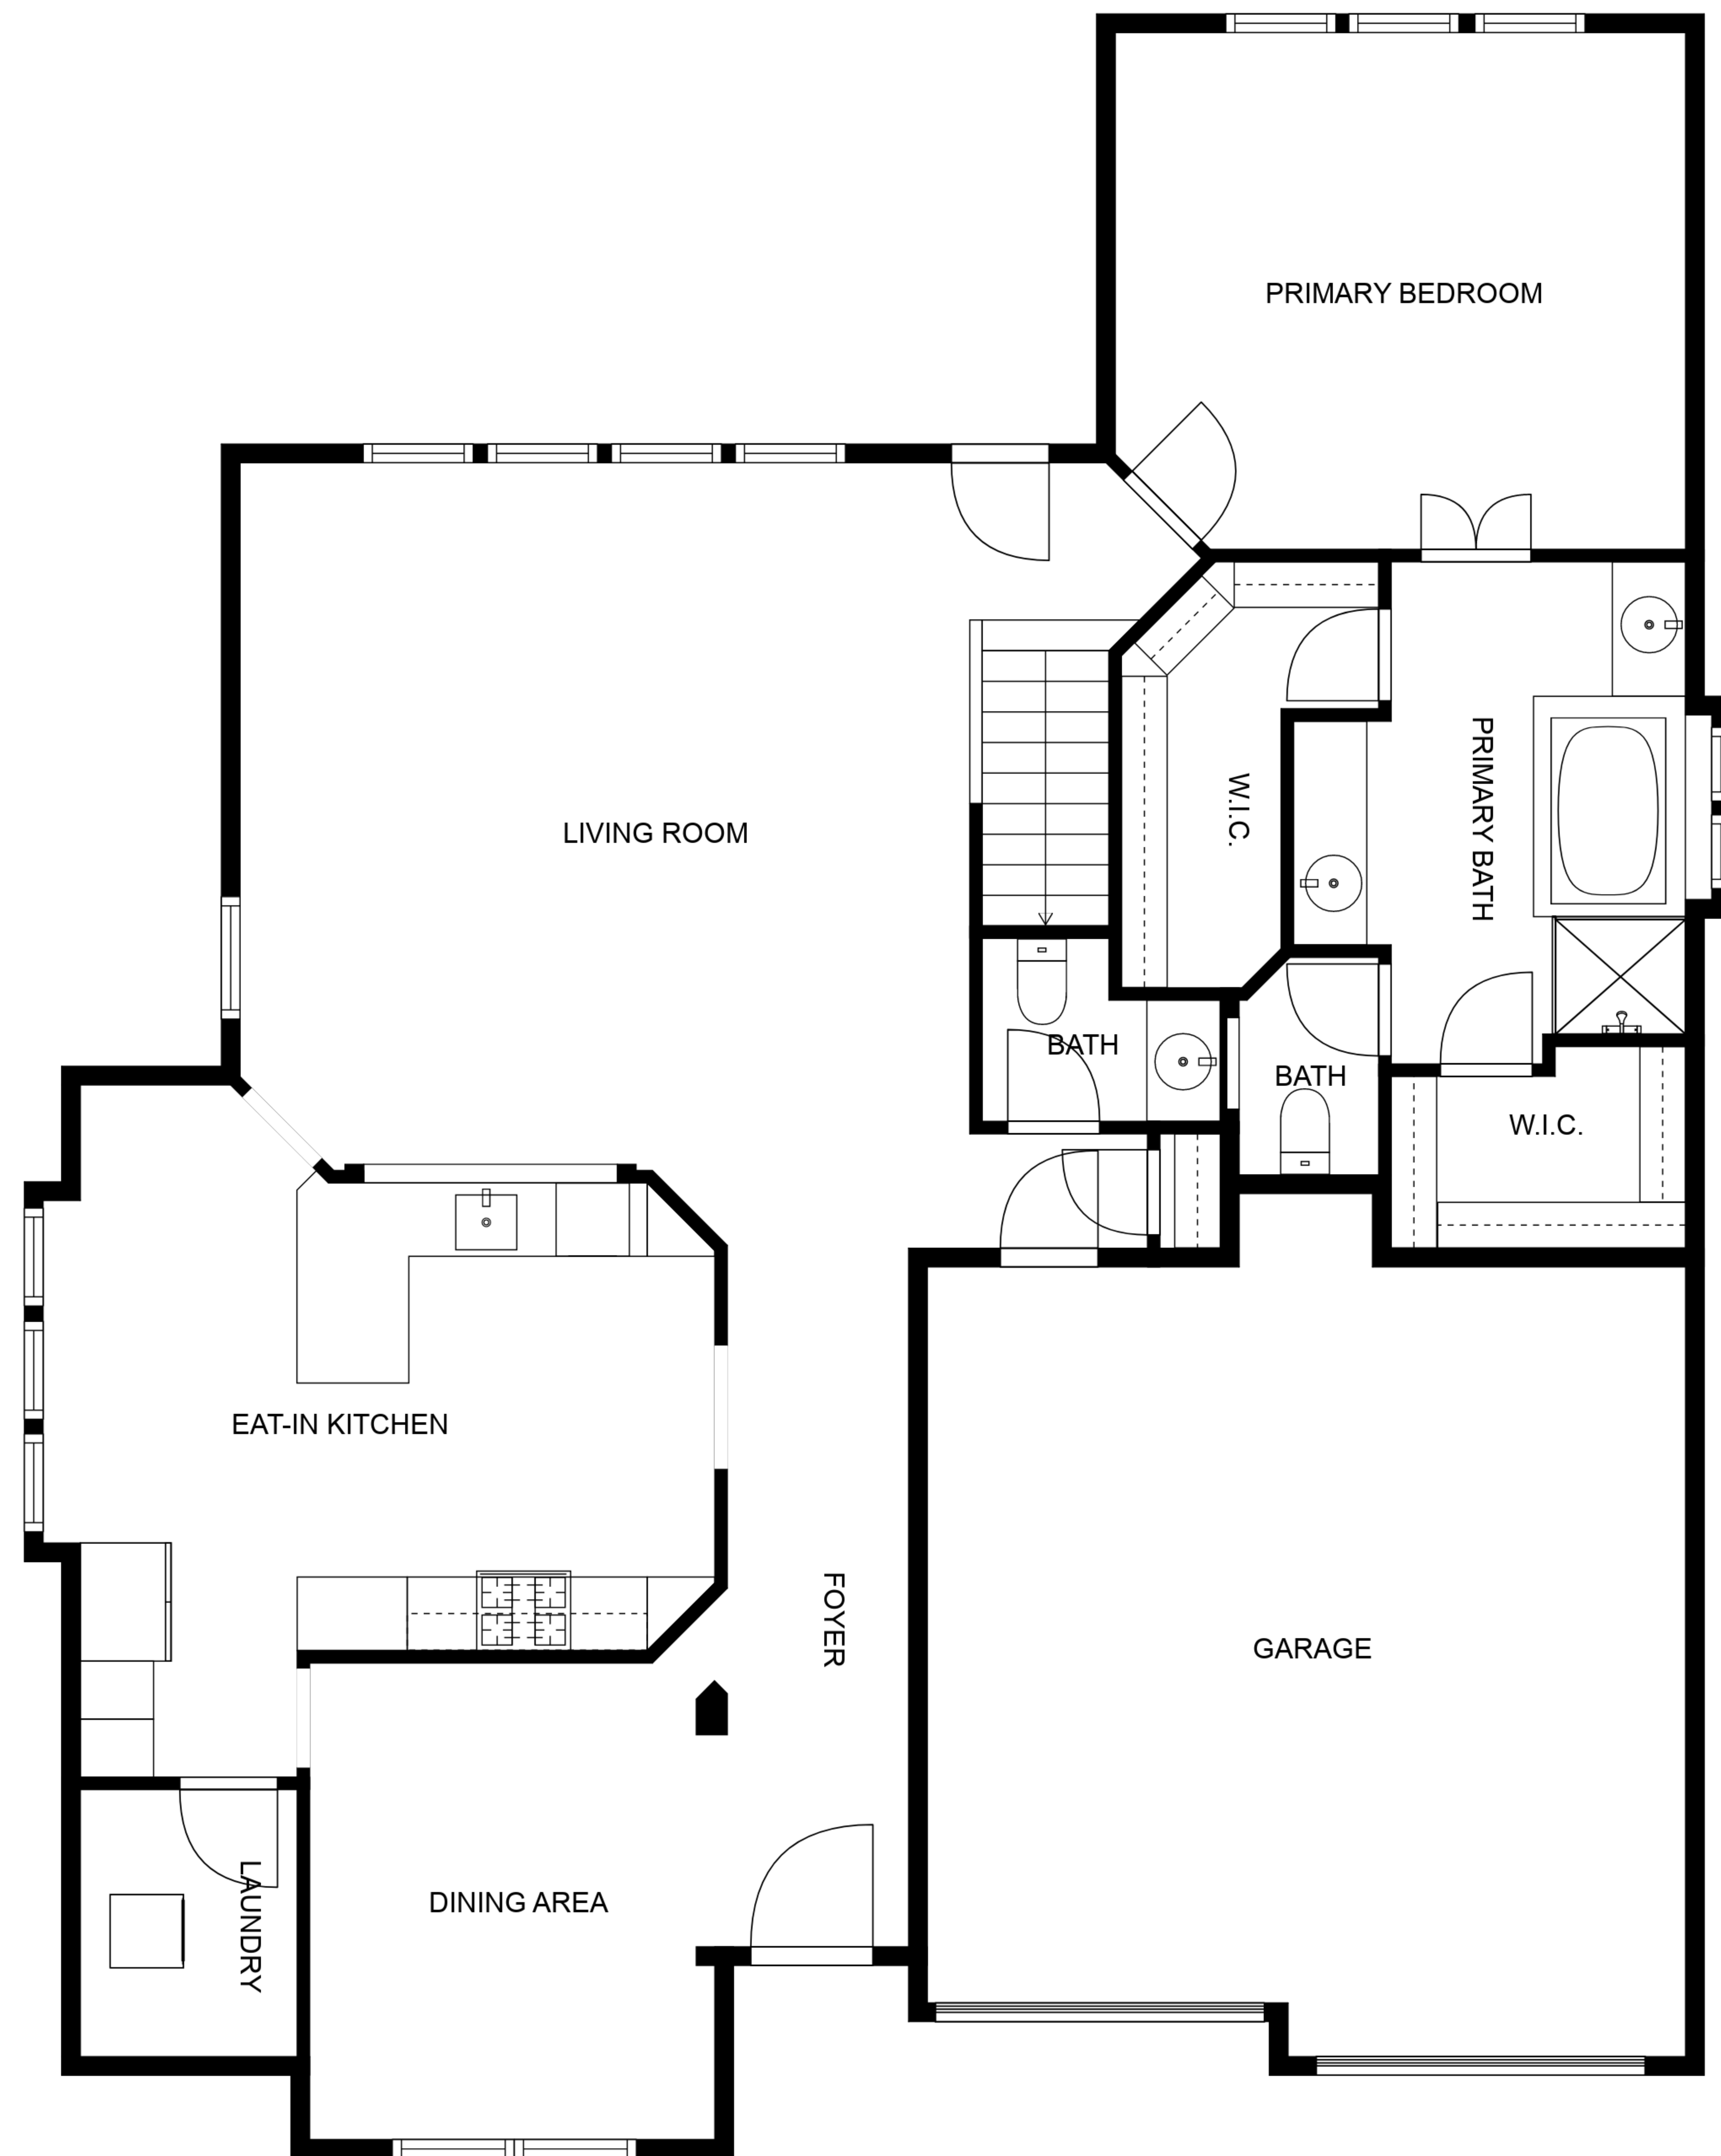 PRIMARY BEDROOM
LIVING ROOM
W.I.C.
PRIMARY BATH
BATH
BATH
W.I.C.
EAT-IN KITCHEN
FOYER
GARAGE
LAUNDRY
DINING AREA